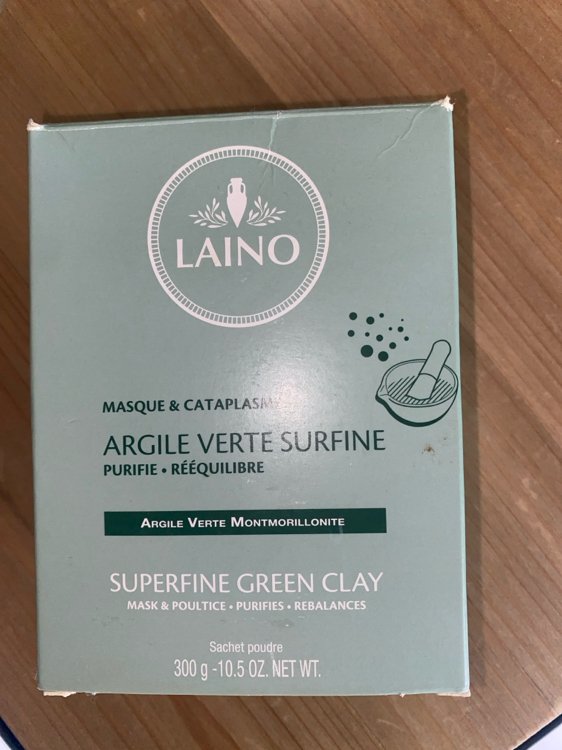 LAINO
MASQUE & CATAPLASM
ARGILE VERTE SURFINE
PURIFIE • RÉÉQUILIBRE
ARGILE VERTE MONTMORILLONITE
SUPERFINE GREEN CLAY
MASK & POULTICE • PURIFIES • REBALANCES
Sachet poudre
300 g -10.5 OZ. NET WT.